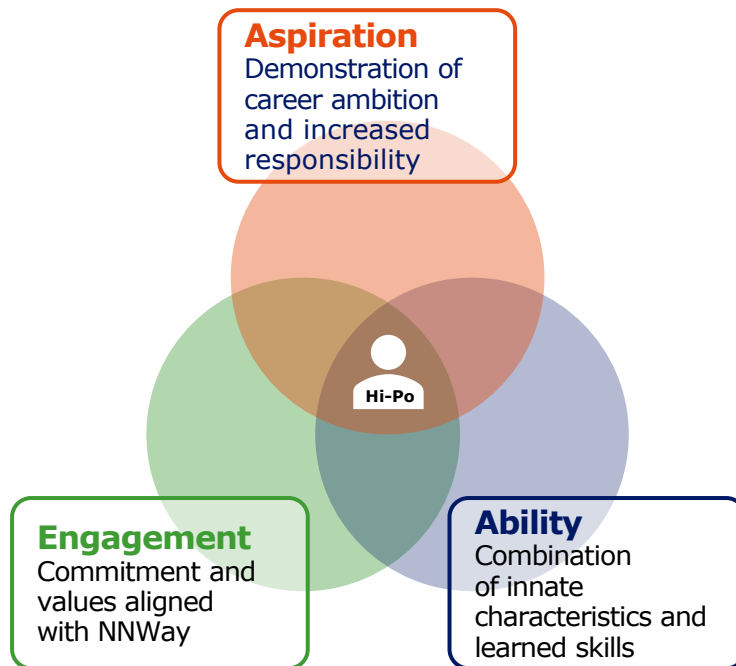 Aspiration
Demonstration of
career ambition
and increased
responsibility
Hi-Po
Engagement
Commitment and
values aligned
with NNWay
Ability
Combination
of innate
characteristics and
learned skills